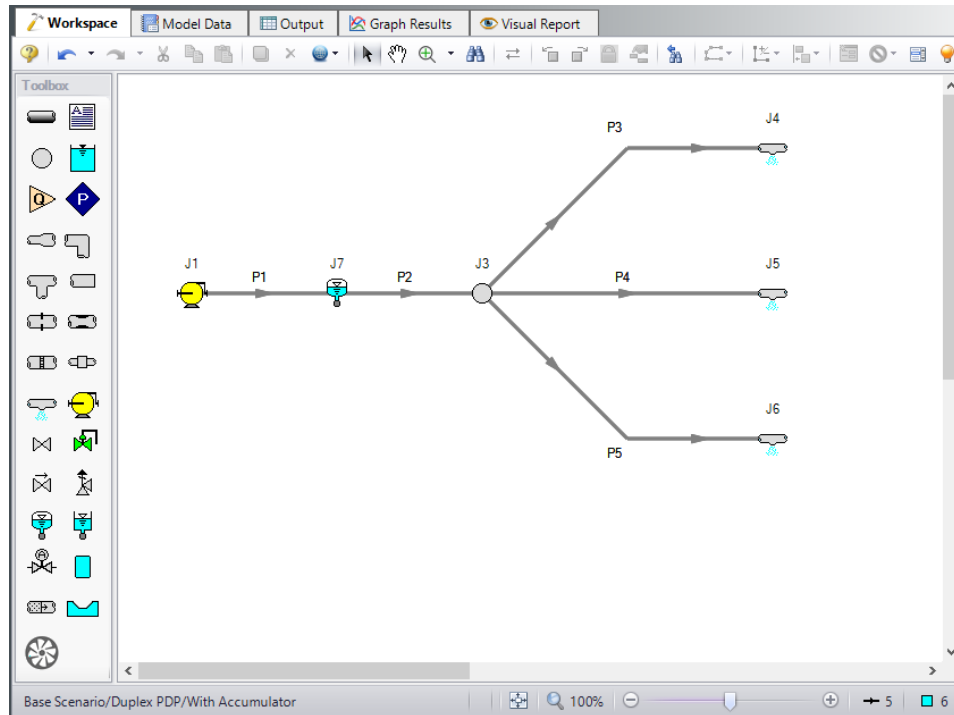 Workspace Model Data Output Graph Results Visual Report
Toolbox
A
Q P
A
P3 J4
J1 P1 J7 P2 J3 P4 J5
J6
P5
Base Scenario/Duplex PDP/With Accumulator 100% 5 6